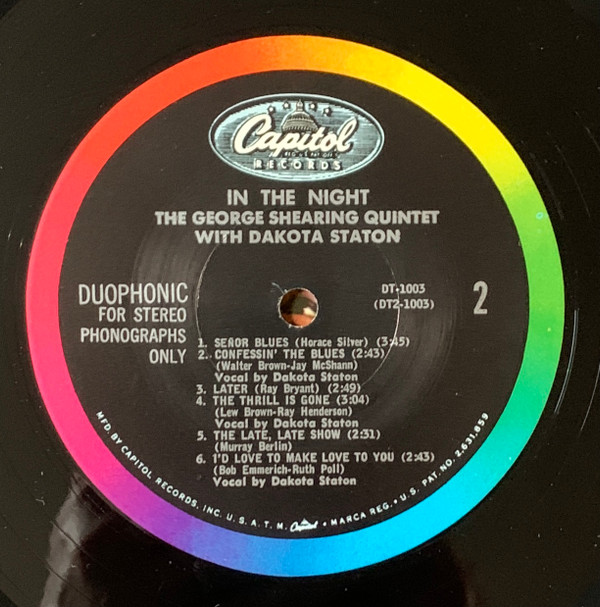 Capitol
RECORDS
IN THE NIGHT
THE GEORGE SHEARING QUINTET
WITH DAKOTA STATON
DUOPHONIC
FOR STEREO
PHONOGRAPHS
ONLY
DT-1003
(DT2-1003)
2
1. SEÑOR BLUES (Horace Silver) (3:45)
2. CONFESSIN' THE BLUES (2:43)
(Walter Brown-Jay McShann)
Vocal by Dakota Staton
3. LATER (Ray Bryant) (2:49)
4. THE THRILL IS GONE (3:04)
(Lew Brown-Ray Henderson)
Vocal by Dakota Staton
5. THE LATE, LATE SHOW (2:31)
(Murray Berlin)
6. I'D LOVE TO MAKE LOVE TO YOU (2:43)
(Bob Emmerich-Ruth Poll)
Vocal by Dakota Staton
MFD. BY CAPITOL RECORDS, INC. U. S. A. T. M. Capitol • MARCA REG. • U. S. PAT. NO. 2,631,859